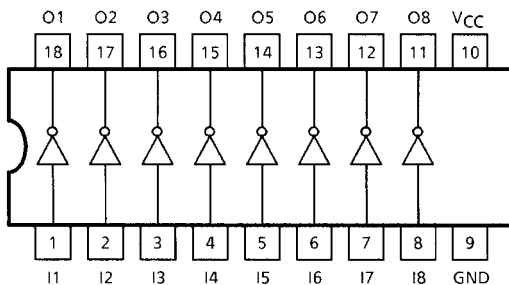 O1 O2 O3 O4 O5 O6 O7 O8 VCC
18 17 16 15 14 13 12 11 10
1 2 3 4 5 6 7 8 9
I1 I2 I3 I4 I5 I6 I7 I8 GND